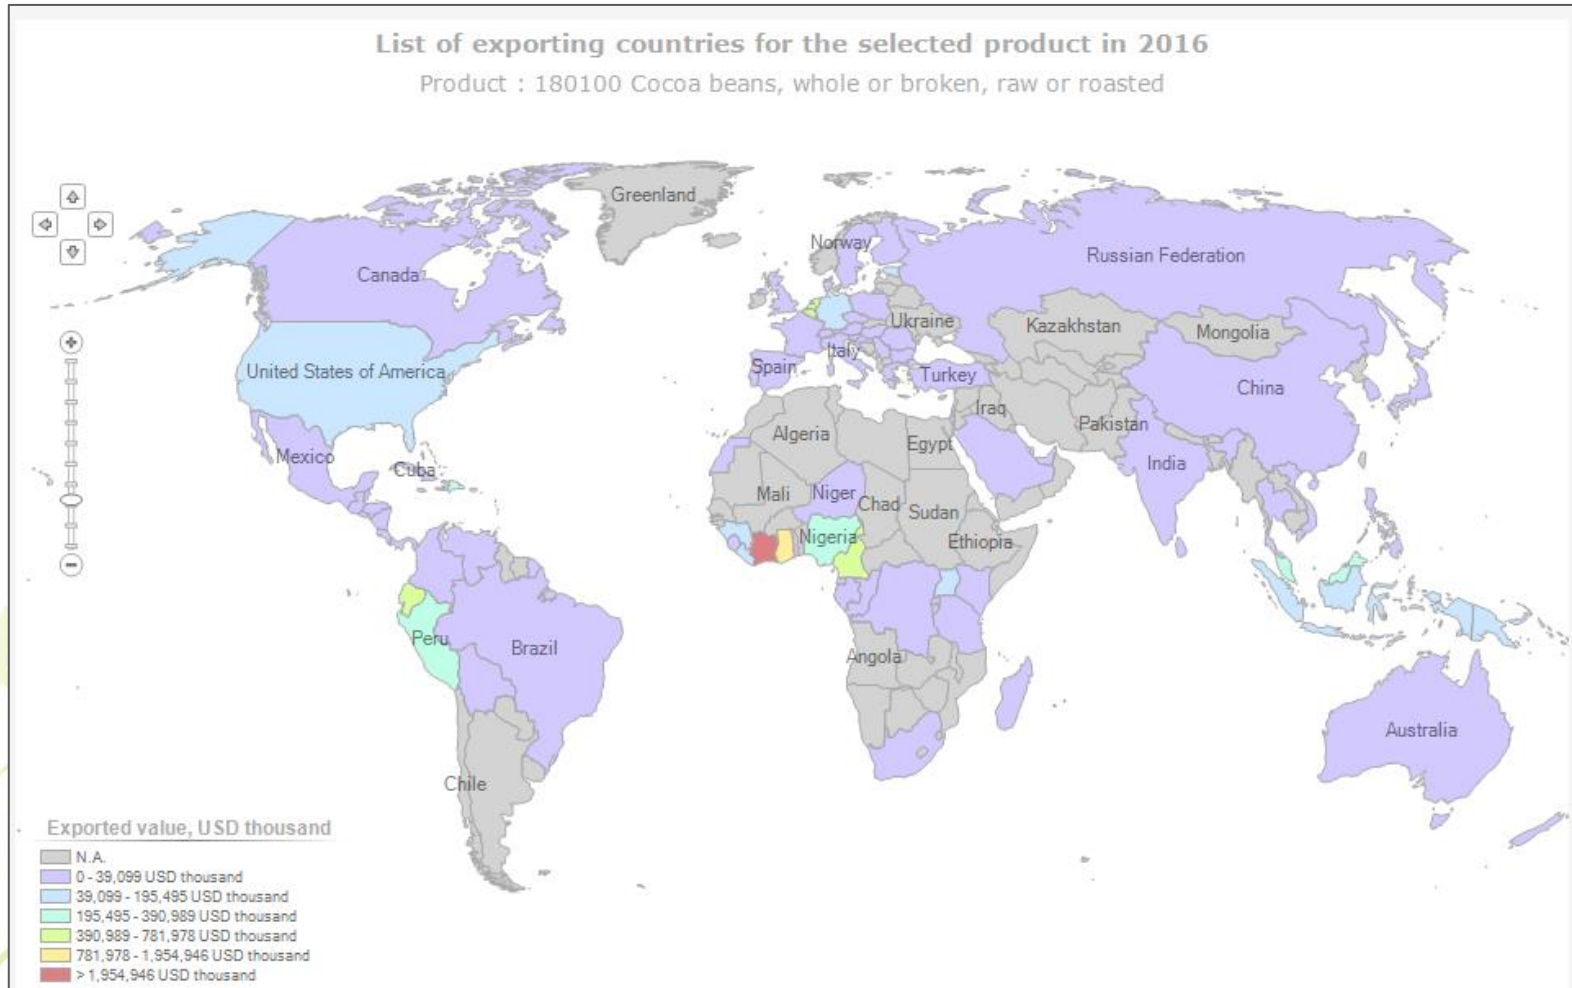 List of exporting countries for the selected product in 2016
Product : 180100 Cocoa beans, whole or broken, raw or roasted
Greenland
Norway
Russian Federation
Canada
Ukraine
Kazakhstan
Mongolia
Italy
Spain
Turkey
United States of America
China
Iraq
Pakistan
Algeria
Egypt
Mexico
Cuba
India
Mali
Niger
Chad
Sudan
Nigeria
Ethiopia
Peru
Brazil
Angola
Australia
Chile
Exported value, USD thousand
N.A.
0 - 39,099 USD thousand
39,099 - 195,495 USD thousand
195,495 - 390,989 USD thousand
390,989 - 781,978 USD thousand
781,978 - 1,954,946 USD thousand
> 1,954,946 USD thousand